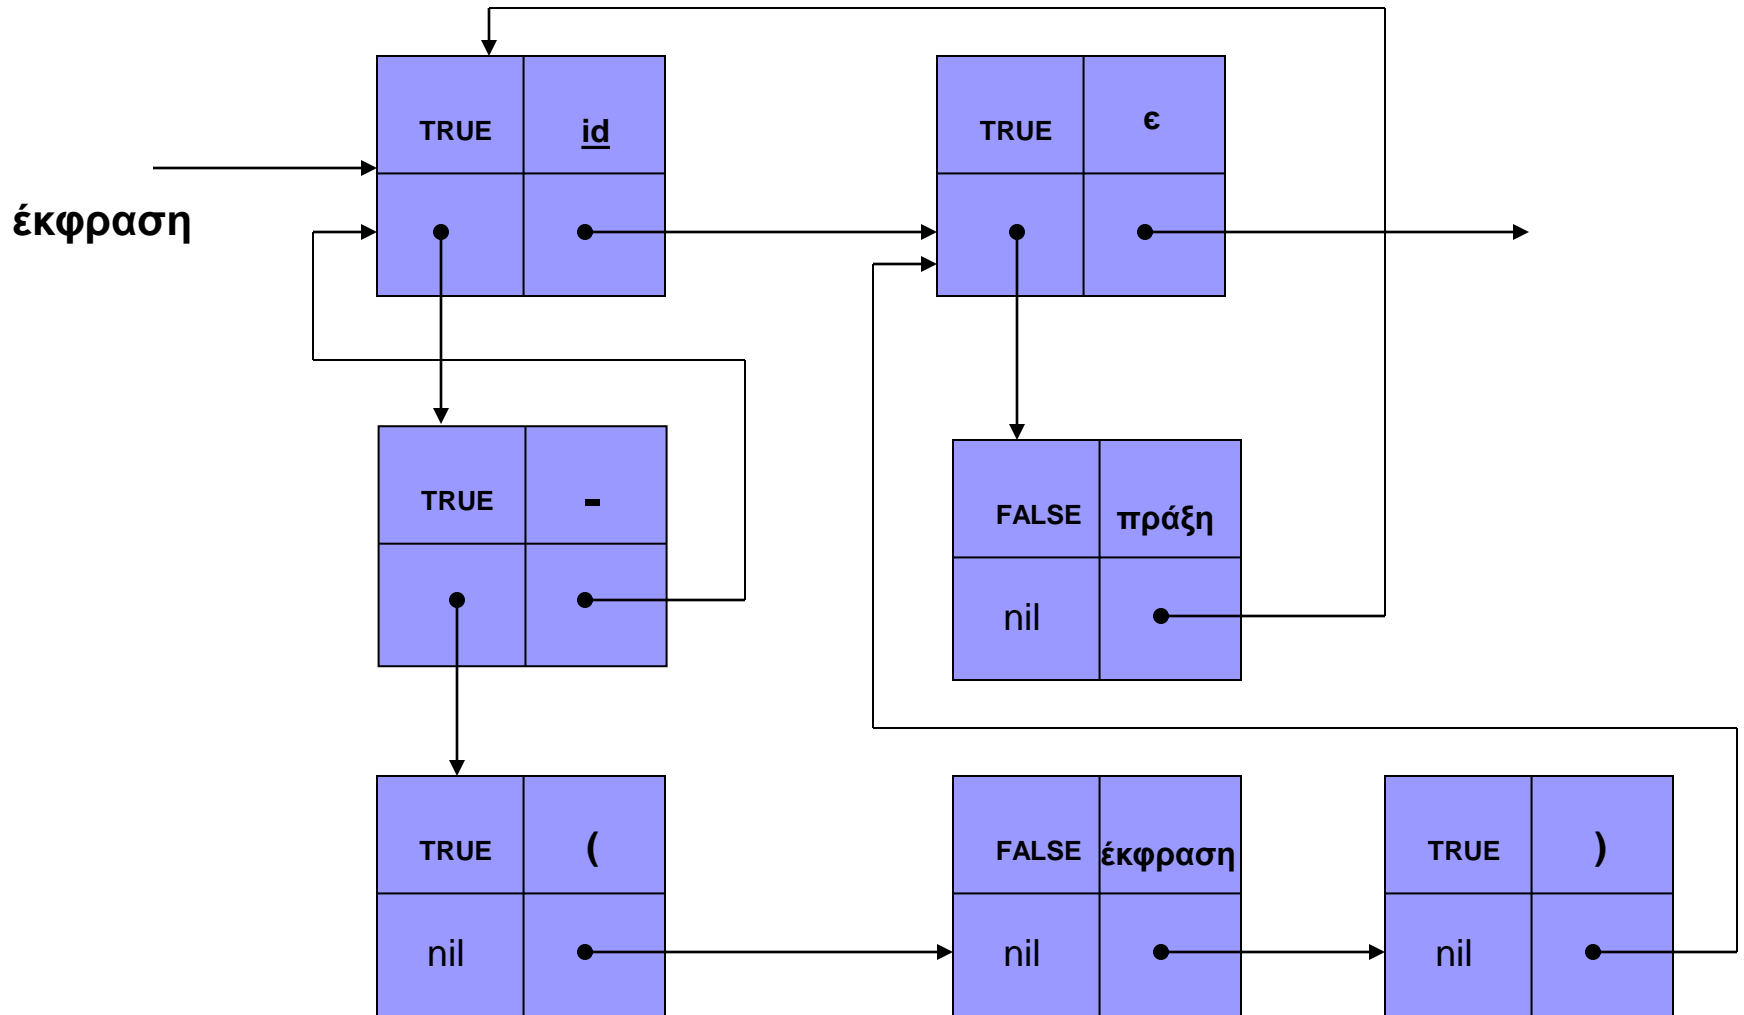 TRUE id
TRUE ϵ
έκφραση
TRUE -
FALSE πράξη
nil
TRUE (
FALSE έκφραση
TRUE )
nil
nil
nil